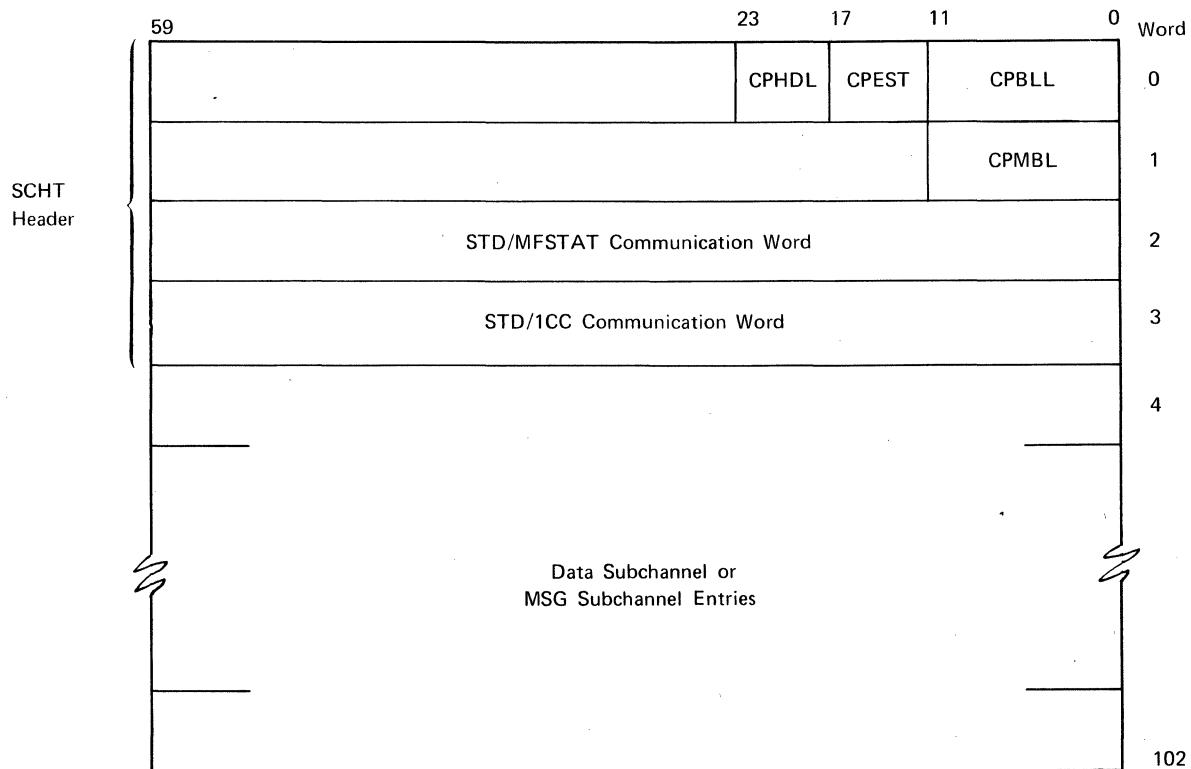 59 23 17 11 0 Word
CPHDL CPEST CPBLL 0
CPMBL 1
SCHT
Header
STD/MFSTAT Communication Word 2
STD/1CC Communication Word 3
4
Data Subchannel or
MSG Subchannel Entries
102